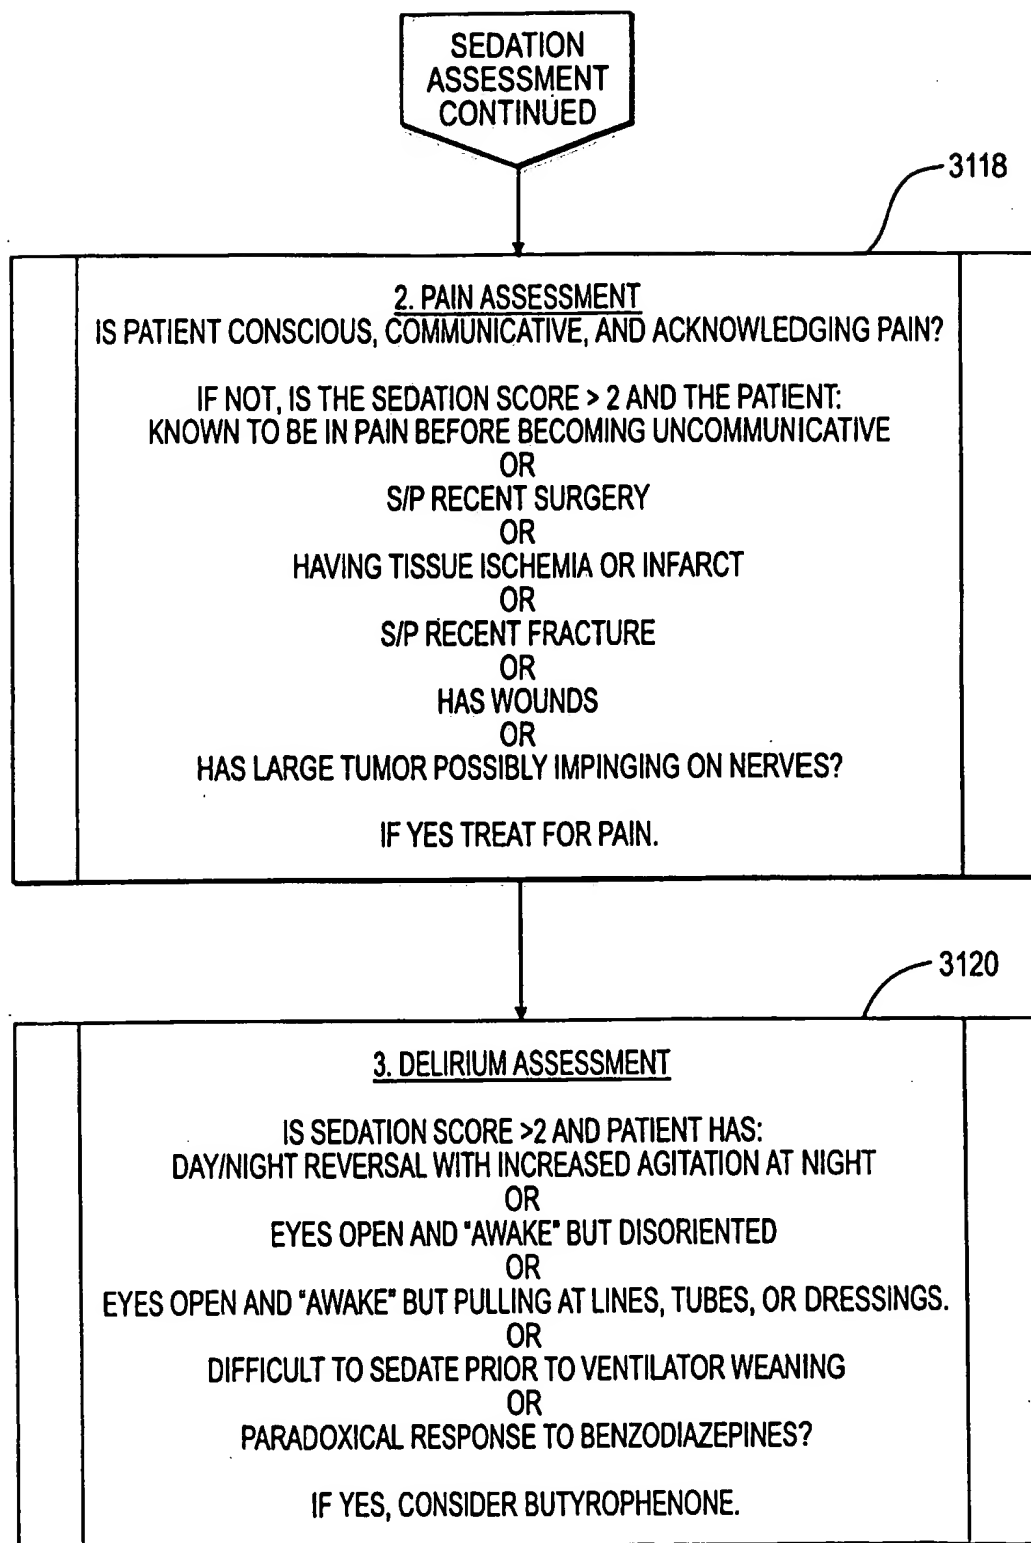 SEDATION
ASSESSMENT
CONTINUED
3118
2. PAIN ASSESSMENT
IS PATIENT CONSCIOUS, COMMUNICATIVE, AND ACKNOWLEDGING PAIN?
IF NOT, IS THE SEDATION SCORE > 2 AND THE PATIENT:
KNOWN TO BE IN PAIN BEFORE BECOMING UNCOMMUNICATIVE
OR
S/P RECENT SURGERY
OR
HAVING TISSUE ISCHEMIA OR INFARCT
OR
S/P RECENT FRACTURE
OR
HAS WOUNDS
OR
HAS LARGE TUMOR POSSIBLY IMPINGING ON NERVES?
IF YES TREAT FOR PAIN.
3120
3. DELIRIUM ASSESSMENT
IS SEDATION SCORE >2 AND PATIENT HAS:
DAY/NIGHT REVERSAL WITH INCREASED AGITATION AT NIGHT
OR
EYES OPEN AND "AWAKE" BUT DISORIENTED
OR
EYES OPEN AND "AWAKE" BUT PULLING AT LINES, TUBES, OR DRESSINGS.
OR
DIFFICULT TO SEDATE PRIOR TO VENTILATOR WEANING
OR
PARADOXICAL RESPONSE TO BENZODIAZEPINES?
IF YES, CONSIDER BUTYROPHENONE.